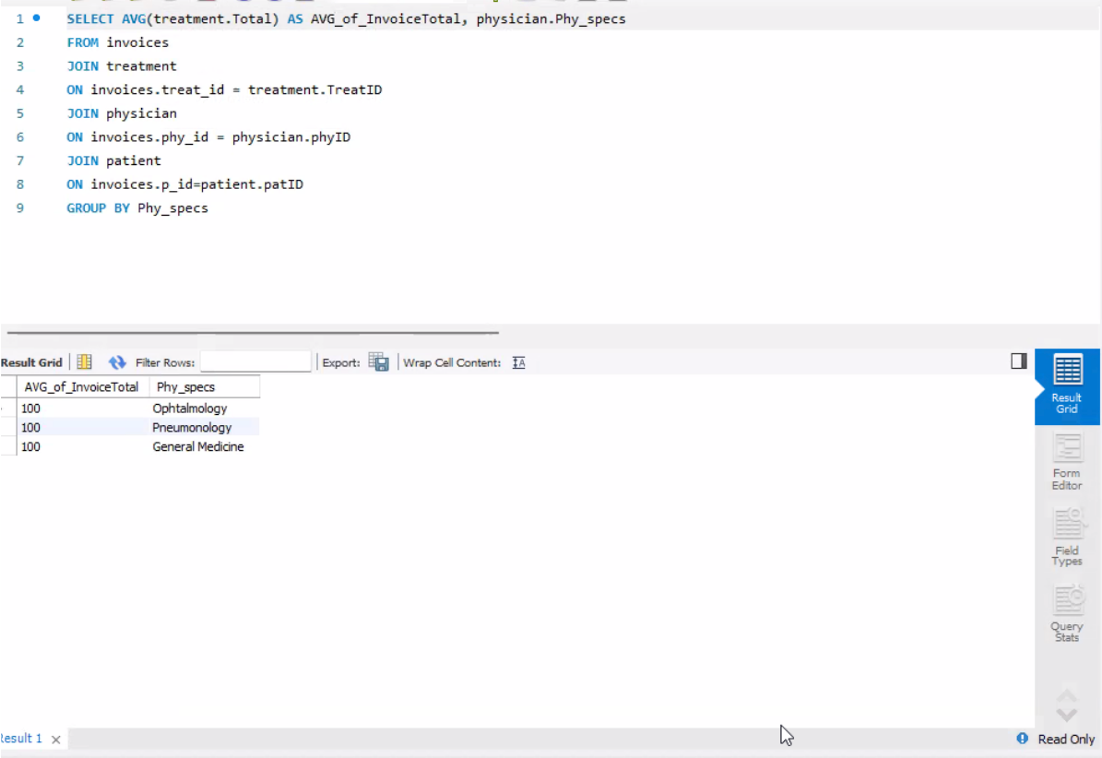 1 SELECT AVG(treatment.Total) AS AVG_of_InvoiceTotal, physician.Phy_specs
2 FROM invoices
3 JOIN treatment
4 ON invoices.treat_id = treatment.TreatID
5 JOIN physician
6 ON invoices.phy_id = physician.phyID
7 JOIN patient
8 ON invoices.p_id=patient.patID
9 GROUP BY Phy_specs
Result Grid Filter Rows: Export: Wrap Cell Content: IA
AVG_of_InvoiceTotal Phy_specs
100 Ophtalmology
100 Pneumonology
100 General Medicine
Result
Grid
Form
Editor
Field
Types
Query
Stats
Result 1 Read Only